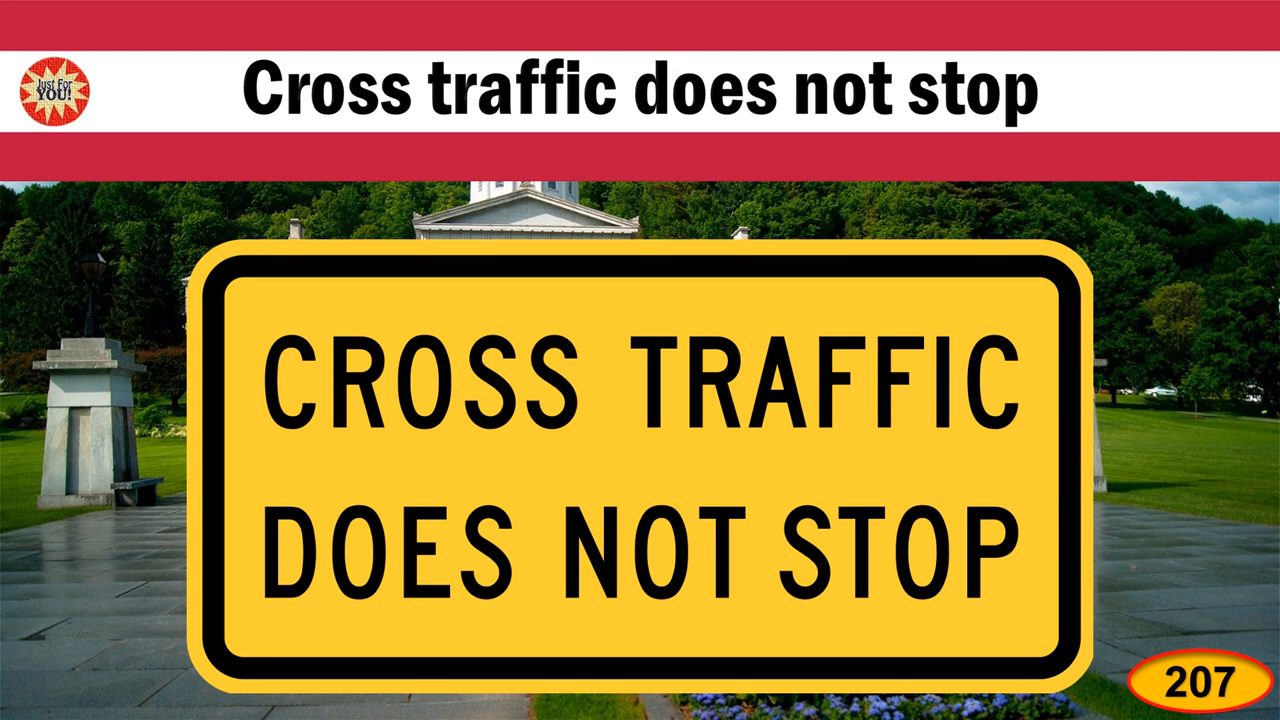 Just For
YOU!
Cross traffic does not stop
CROSS TRAFFIC
DOES NOT STOP
207